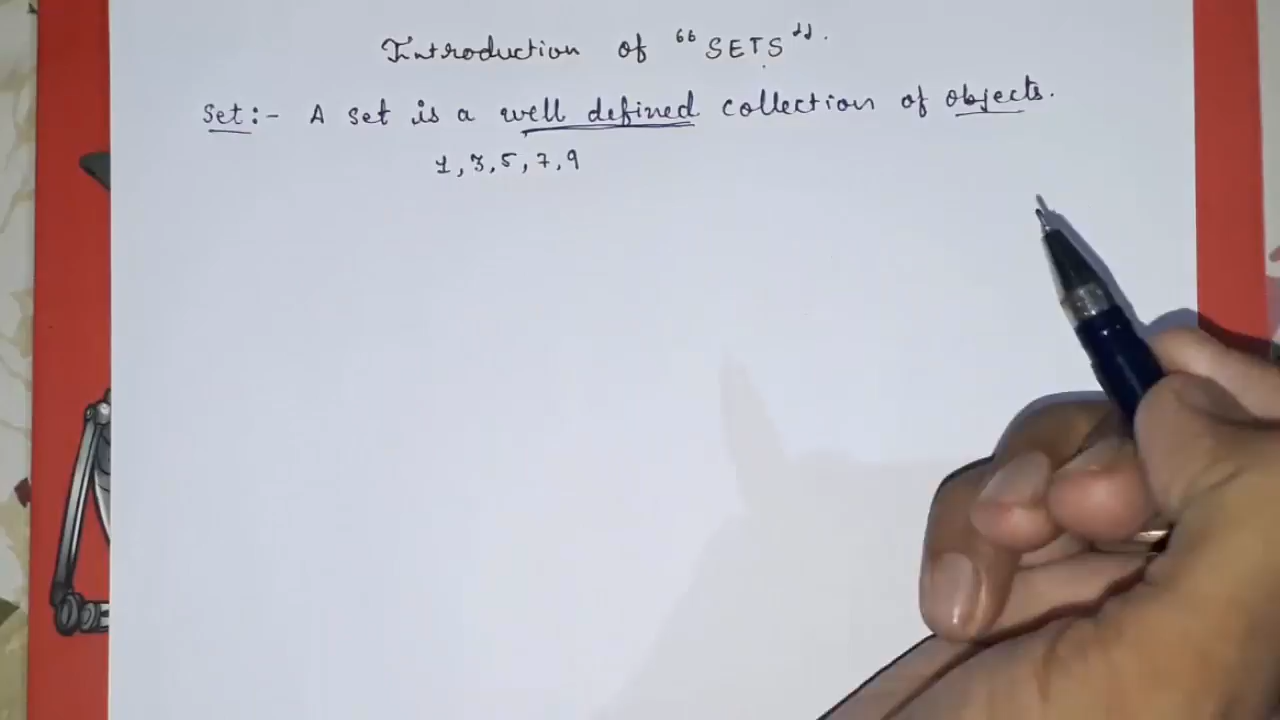 Introduction of "SETS".
Set:- A set is a well defined collection of objects.
1, 3, 5, 7, 9